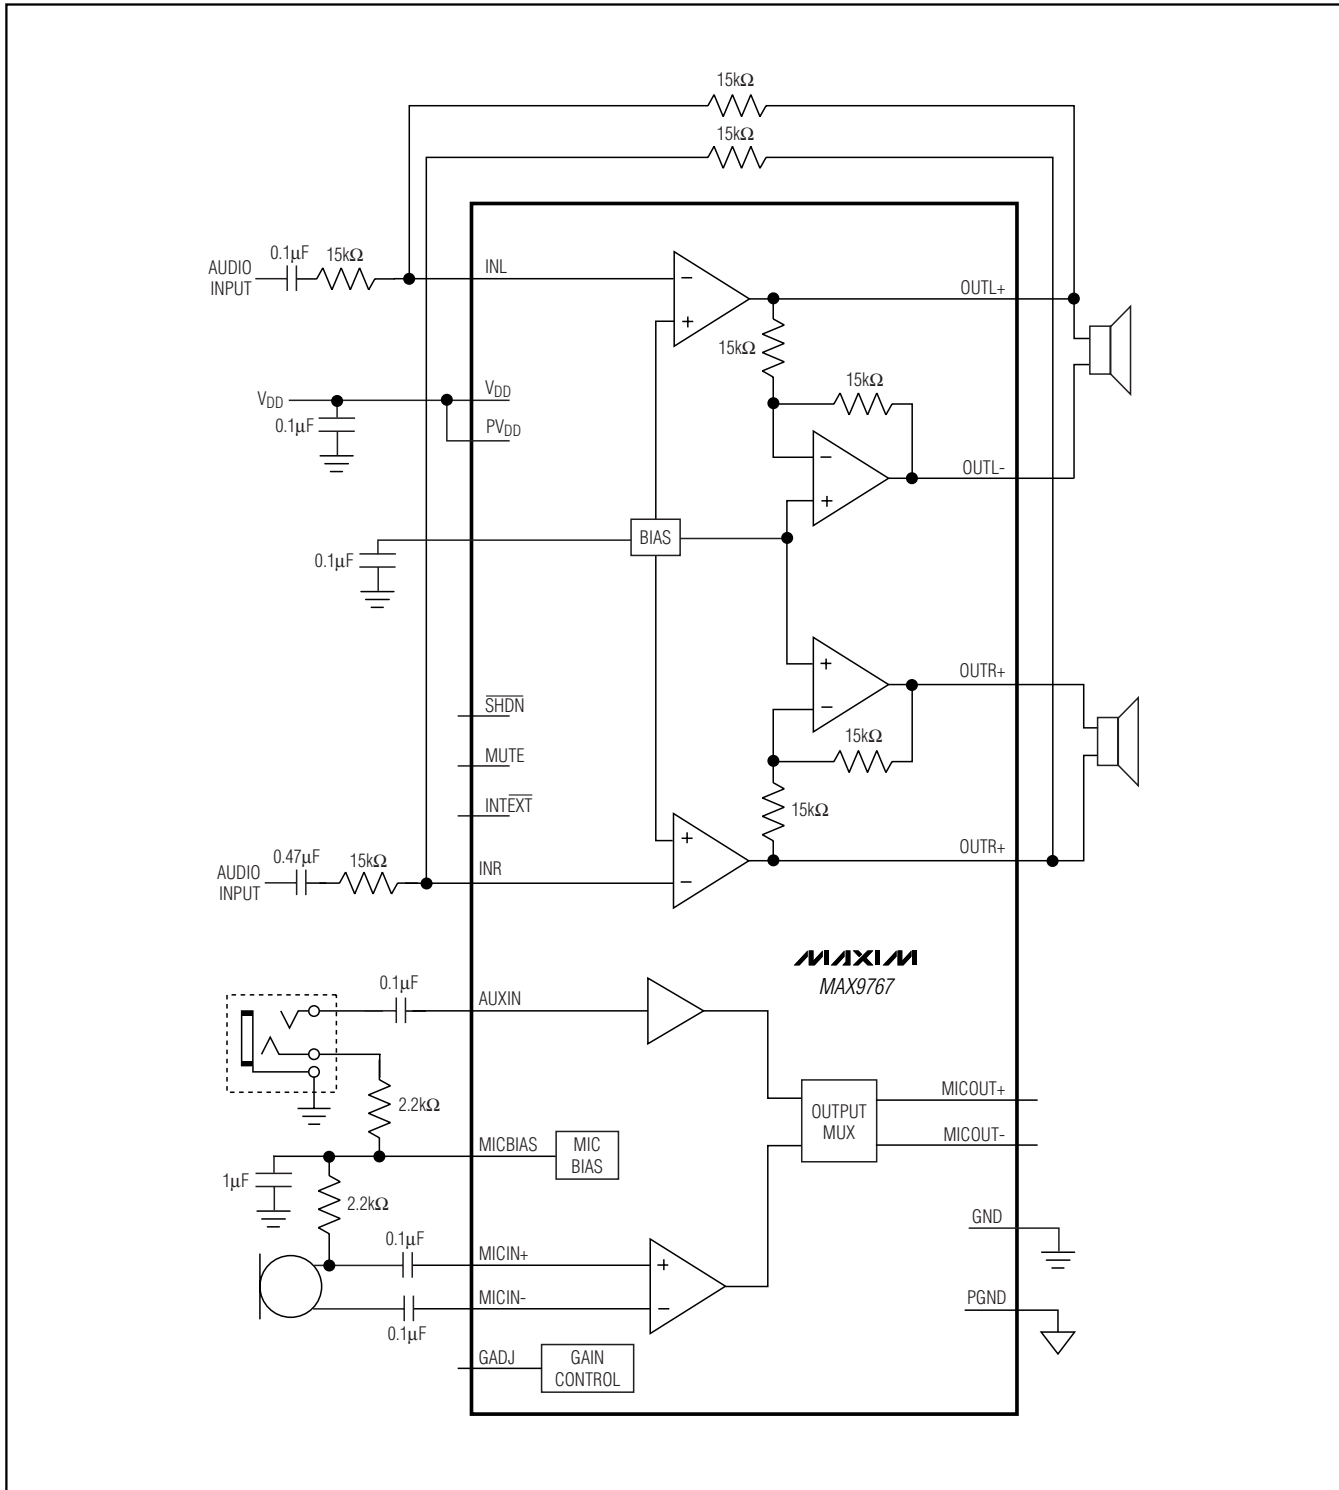 15kΩ
15kΩ
0.1μF
15kΩ
AUDIO
INPUT
INL
OUTL+
15kΩ
15kΩ
VDD
VDD
0.1μF
PVDD
OUTL-
BIAS
0.1μF
OUTR+
SHDN
MUTE
15kΩ
INTEXT
15kΩ
OUTR+
0.47μF
15kΩ
AUDIO
INPUT
INR
MAXIM
MAX9767
0.1μF
AUXIN
2.2kΩ
OUTPUT
MUX
MICOUT+
MICOUT-
MICBIAS
MIC
BIAS
1μF
2.2kΩ
GND
0.1μF
MICIN+
MICIN-
0.1μF
PGND
GADJ
GAIN
CONTROL
+
−
+
−
+
−
+
−
+
−